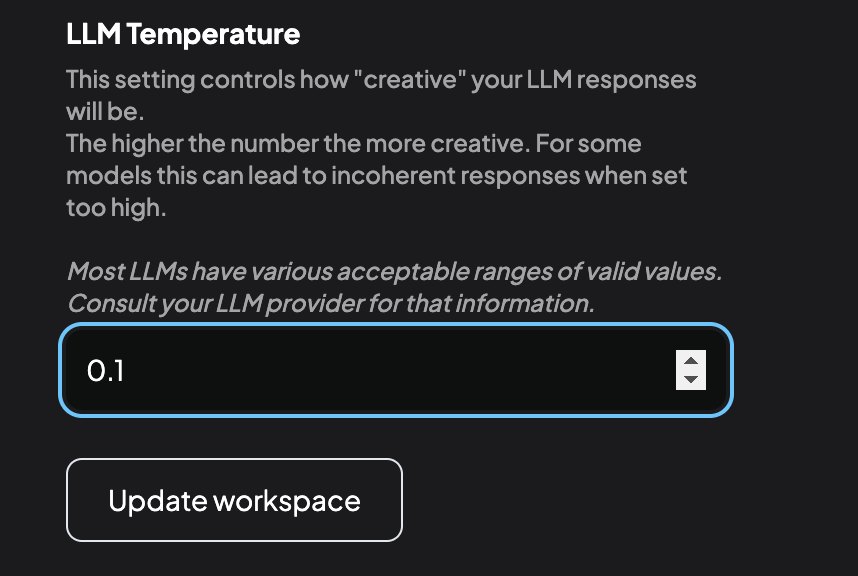 LLM Temperature
This setting controls how "creative" your LLM responses
will be.
The higher the number the more creative. For some
models this can lead to incoherent responses when set
too high.
Most LLMs have various acceptable ranges of valid values.
Consult your LLM provider for that information.
0.1
Update workspace